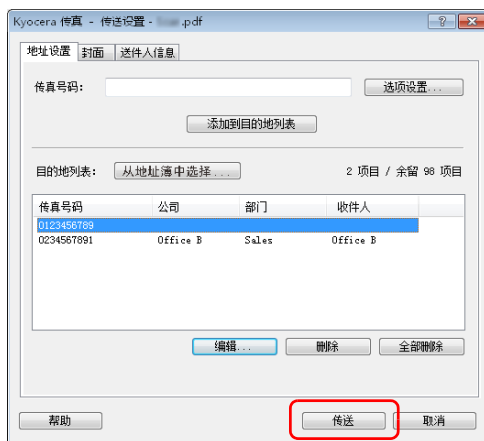 Kyocera 传真 - 传送设置 - .pdf
地址设置 封面 送件人信息
传真号码: 选项设置...
添加到目的地列表
目的地列表: 从地址簿中选择... 2 项目 / 余留 98 项目
传真号码 公司 部门 收件人
0123456789
0234567891 Office B Sales Office B
编辑... 删除 全部删除
帮助 传送 取消